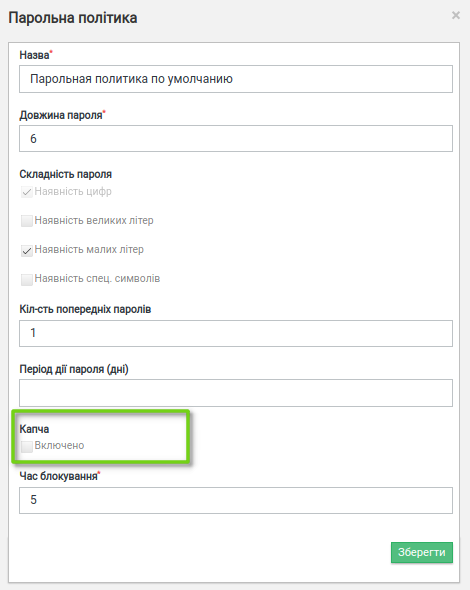 Парольна політика
×
Назва*
Парольная политика по умолчанию
Довжина пароля*
6
Складність пароля
Наявність цифр
Наявність великих літер
Наявність малих літер
Наявність спец. символів
Кіл-сть попередніх паролів
1
Період дії пароля (дні)
Капча
Включено
Час блокування*
5
Зберегти